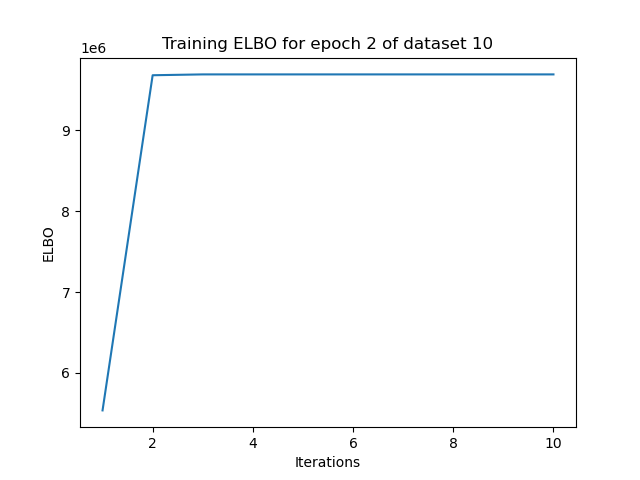 Training ELBO for epoch 2 of dataset 10
1e6
9
8
7
6
ELBO
2 4 6 8 10
Iterations